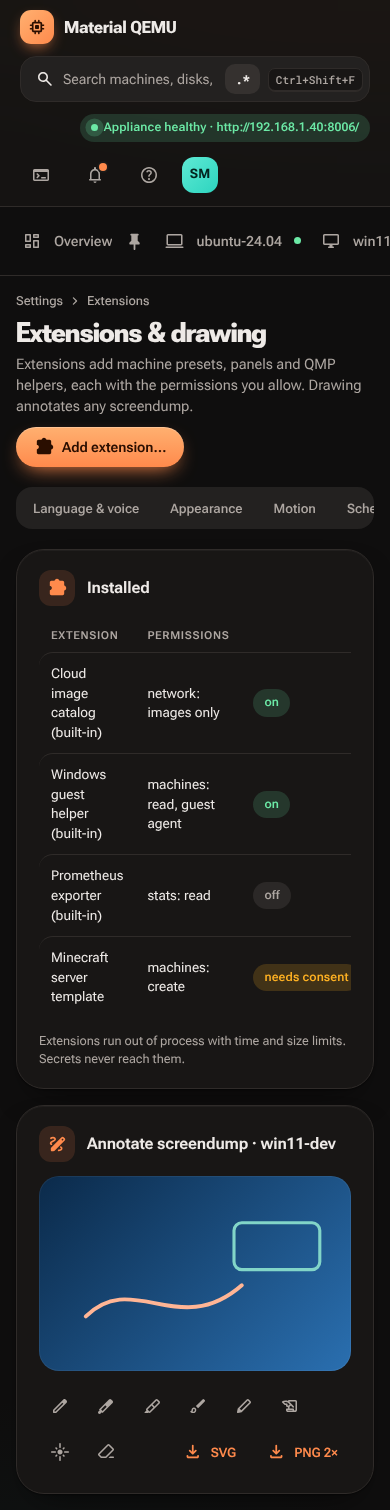 Material QEMU
Search machines, disks,
.*
Ctrl+Shift+F
Appliance healthy · http://192.168.1.40:8006/
SM
Overview
ubuntu-24.04
win11
Settings > Extensions
Extensions & drawing
Extensions add machine presets, panels and QMP
helpers, each with the permissions you allow. Drawing
annotates any screendump.
Add extension...
Language & voice
Appearance
Motion
Sche
Installed
EXTENSION
PERMISSIONS
Cloud
image
catalog
(built-in)
network:
images only
on
Windows
guest
helper
(built-in)
machines:
read, guest
agent
on
Prometheus
exporter
(built-in)
stats: read
off
Minecraft
server
template
machines:
create
needs consent
Extensions run out of process with time and size limits.
Secrets never reach them.
Annotate screendump · win11-dev
SVG
PNG 2×